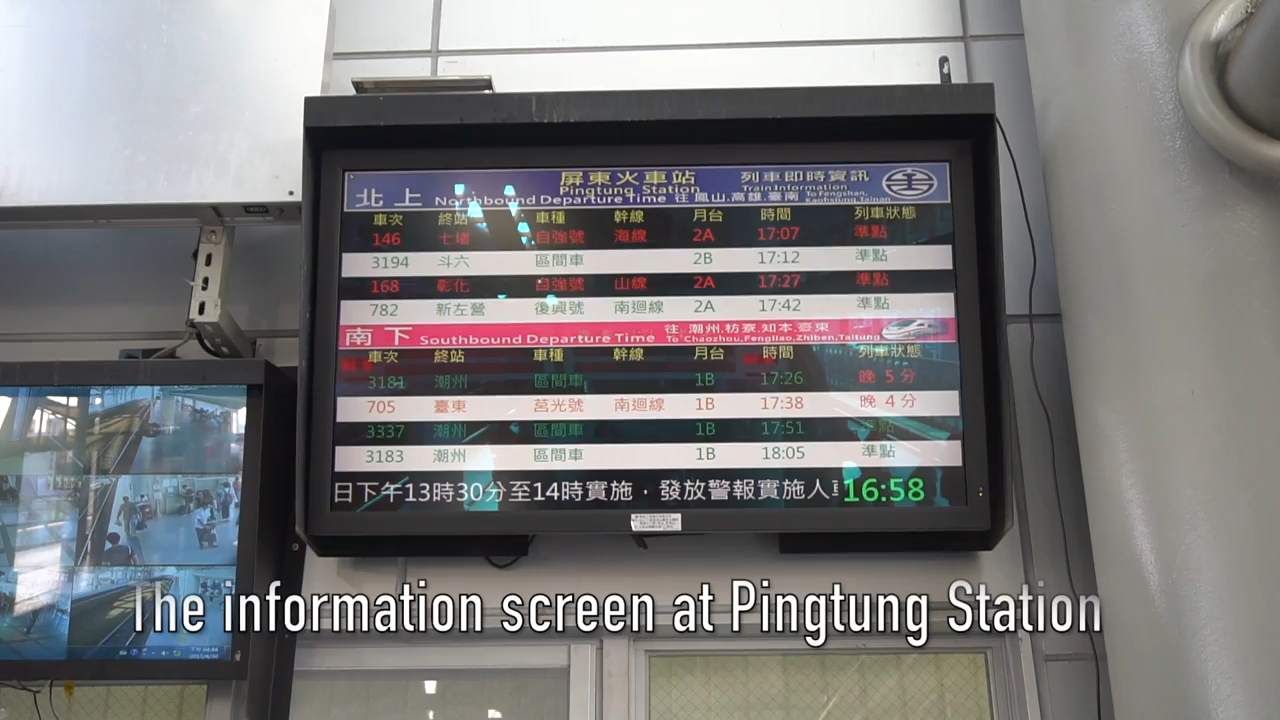 屏東火車站 列車即時資訊
北上 Pingtung Station Train Information To Fengshan,
Northbound Departure Time 往 鳳山.高雄.臺南 Kaohsiung,Tainan
車次 終站 車種 幹線 月台 時間 列車狀態
146 七堵 自強號 海線 2A 17:07 準點
3194 斗六 區間車 2B 17:12 準點
168 彰化 自強號 山線 2A 17:27 準點
782 新左營 復興號 南迴線 2A 17:42 準點
南下 Southbound Departure Time 往 潮州.枋寮.知本.臺東
To Chaozhou,Fengliao,Zhiben,Taitung
車次 終站 車種 幹線 月台 時間 列車狀態
3181 潮州 區間車 1B 17:26 晚 5 分
705 臺東 莒光號 南迴線 1B 17:38 晚 4 分
3337 潮州 區間車 1B 17:51 準點
3183 潮州 區間車 1B 18:05 準點
日下午13時30分至14時實施，發放警報實施人 16:58
The information screen at Pingtung Station